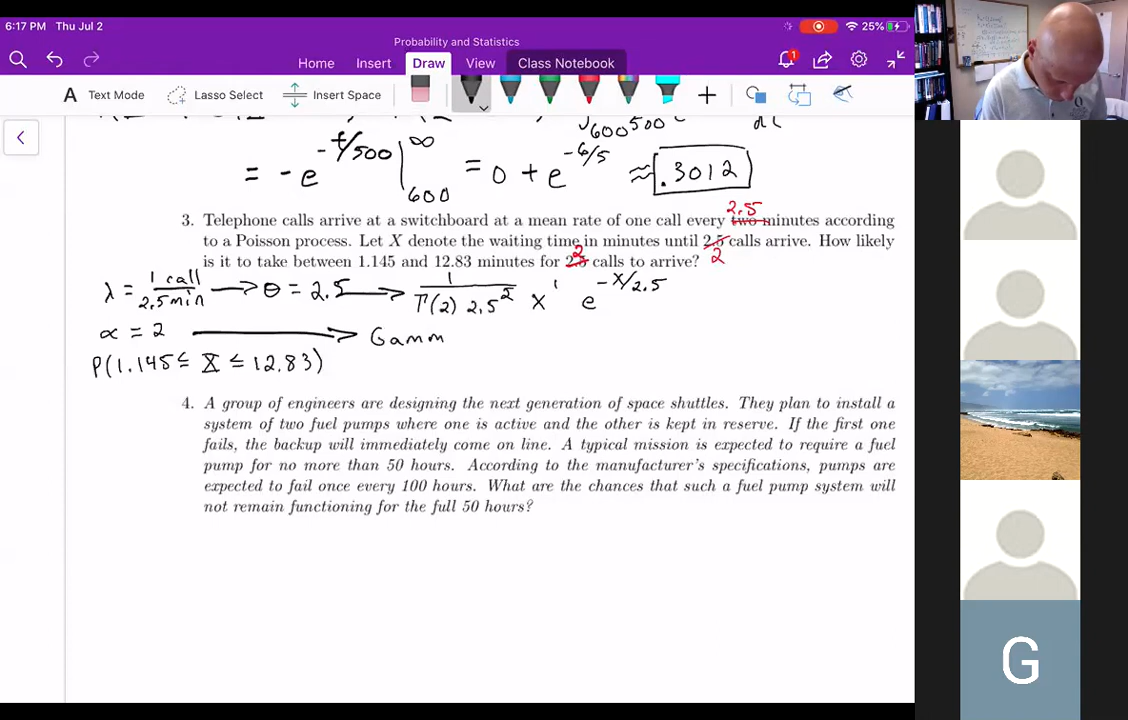 6:17 PM Thu Jul 2
25%
Probability and Statistics
Home Insert Draw View Class Notebook
1
A Text Mode Lasso Select Insert Space
600 500
= -e^{-t/500} |_{600}^{∞} = 0 + e^{-6/5} ≈ .3012
2.5
3. Telephone calls arrive at a switchboard at a mean rate of one call every two minutes according
to a Poisson process. Let X denote the waiting time in minutes until 2.5 calls arrive. How likely
2 2
is it to take between 1.145 and 12.83 minutes for 2.5 calls to arrive?
λ = 1 call / 2.5 min → θ = 2.5 → 1 / Γ(2) 2.5² x¹ e^{-x/2.5}
α = 2 → Gamm
P(1.145 ≤ X ≤ 12.83)
4. A group of engineers are designing the next generation of space shuttles. They plan to install a
system of two fuel pumps where one is active and the other is kept in reserve. If the first one
fails, the backup will immediately come on line. A typical mission is expected to require a fuel
pump for no more than 50 hours. According to the manufacturer's specifications, pumps are
expected to fail once every 100 hours. What are the chances that such a fuel pump system will
not remain functioning for the full 50 hours?
G